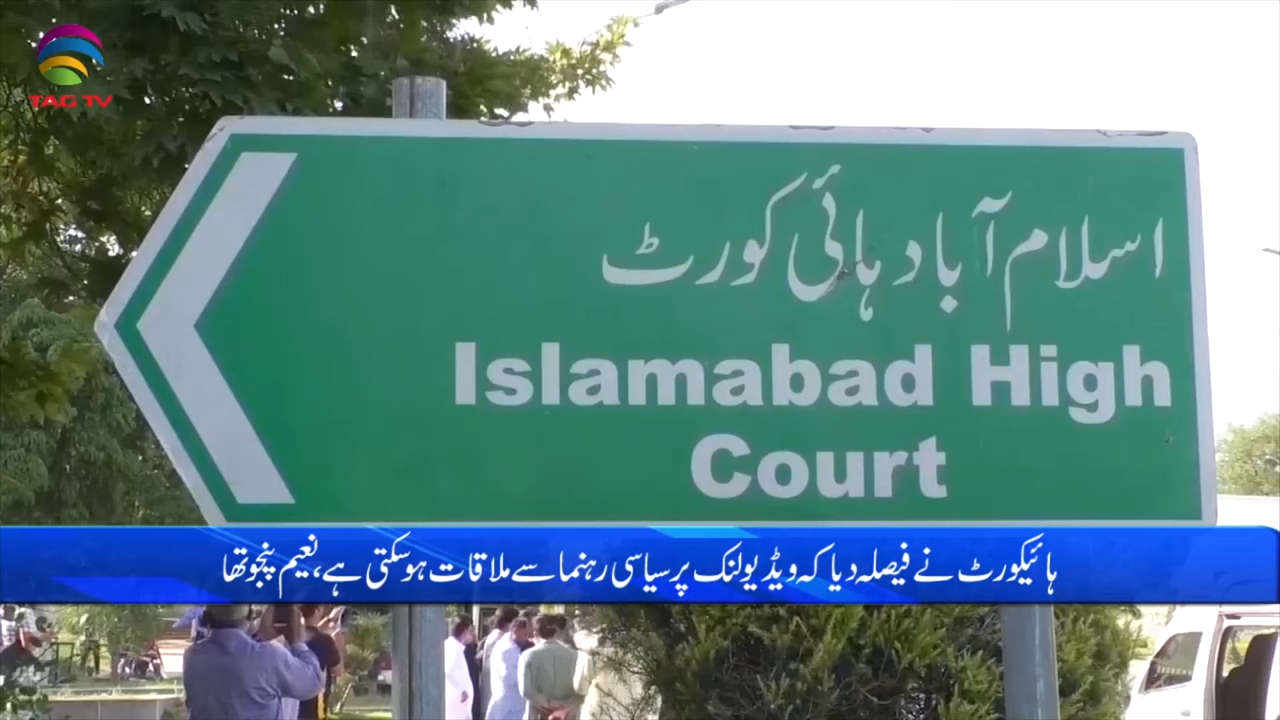 TAG TV
اسلام آباد ہائی کورٹ
Islamabad High
Court
ہائیکورٹ نے فیصلہ دیا کہ ویڈیو لنک پر سیاسی رہنما سے ملاقات ہوسکتی ہے، نعیم پنجوتھا